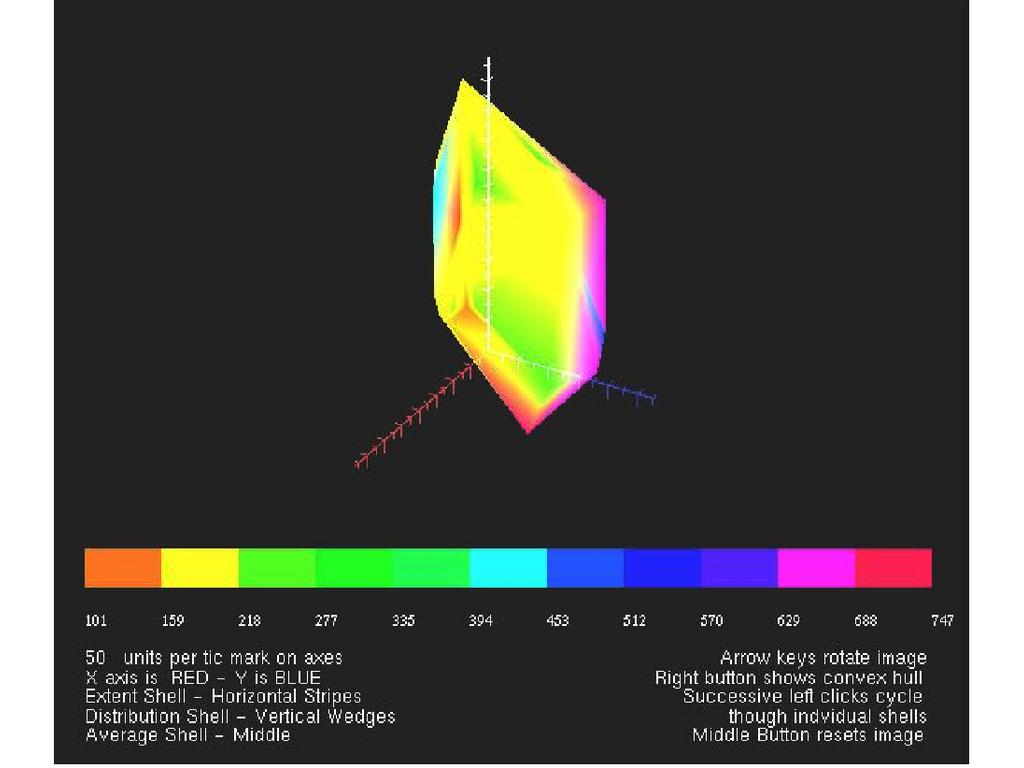 101 159 218 277 335 394 453 512 570 629 688 747
50 units per tic mark on axes
X axis is RED - Y is BLUE
Extent Shell - Horizontal Stripes
Distribution Shell - Vertical Wedges
Average Shell - Middle
Arrow keys rotate image
Right button shows convex hull
Successive left clicks cycle
though indvidual shells
Middle Button resets image